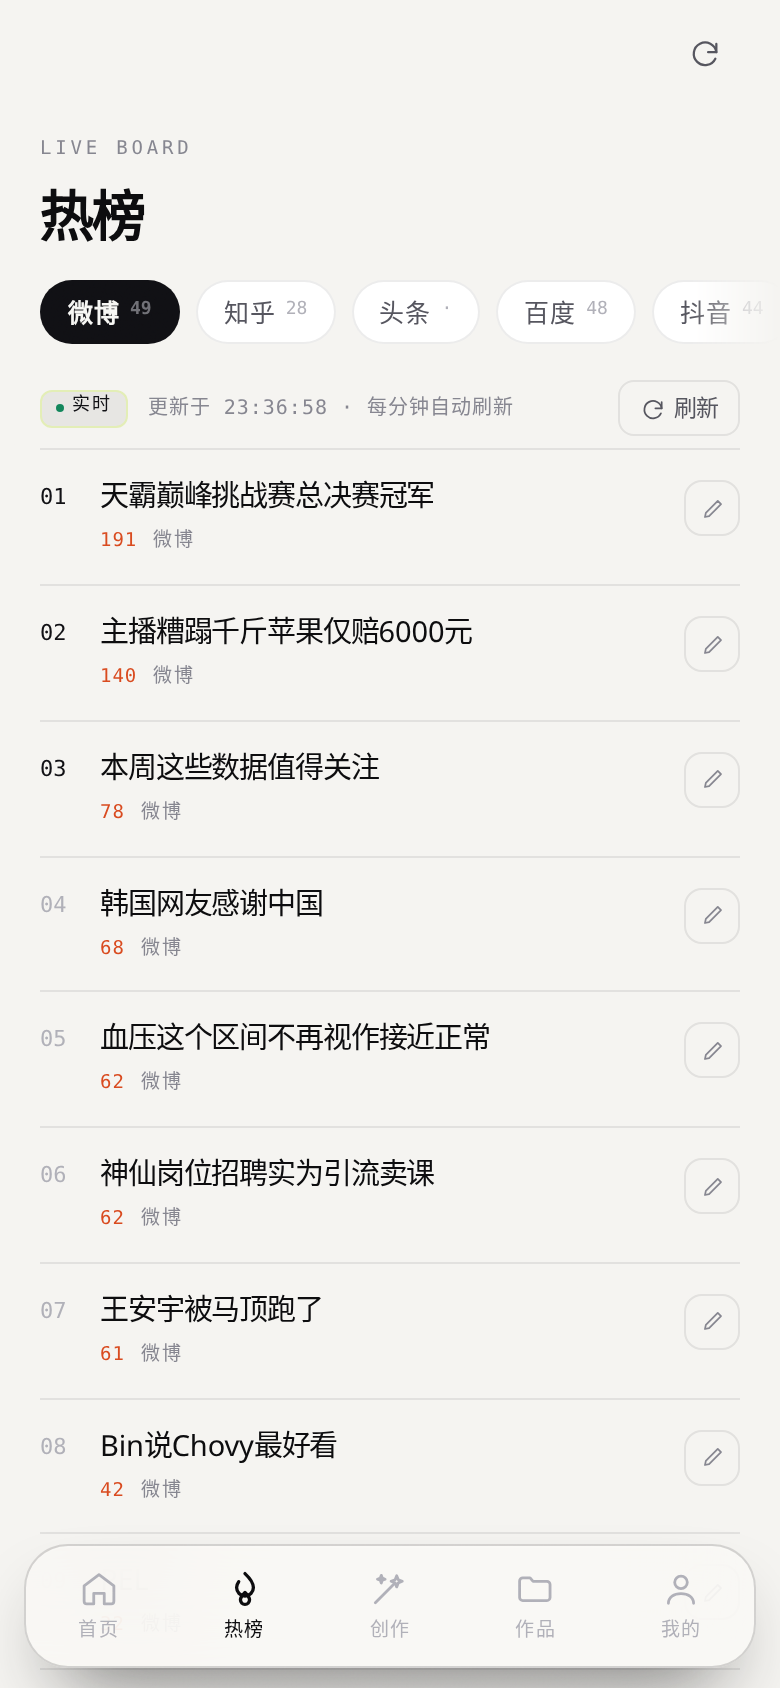 LIVE BOARD
热榜
微博 49 知乎 28 头条 · 百度 48 抖音 44
实时 更新于 23:36:58 · 每分钟自动刷新 刷新
01 天霸巅峰挑战赛总决赛冠军
191 微博
02 主播糟蹋千斤苹果仅赔6000元
140 微博
03 本周这些数据值得关注
78 微博
04 韩国网友感谢中国
68 微博
05 血压这个区间不再视作接近正常
62 微博
06 神仙岗位招聘实为引流卖课
62 微博
07 王安宇被马顶跑了
61 微博
08 Bin说Chovy最好看
42 微博
首页 热榜 创作 作品 我的